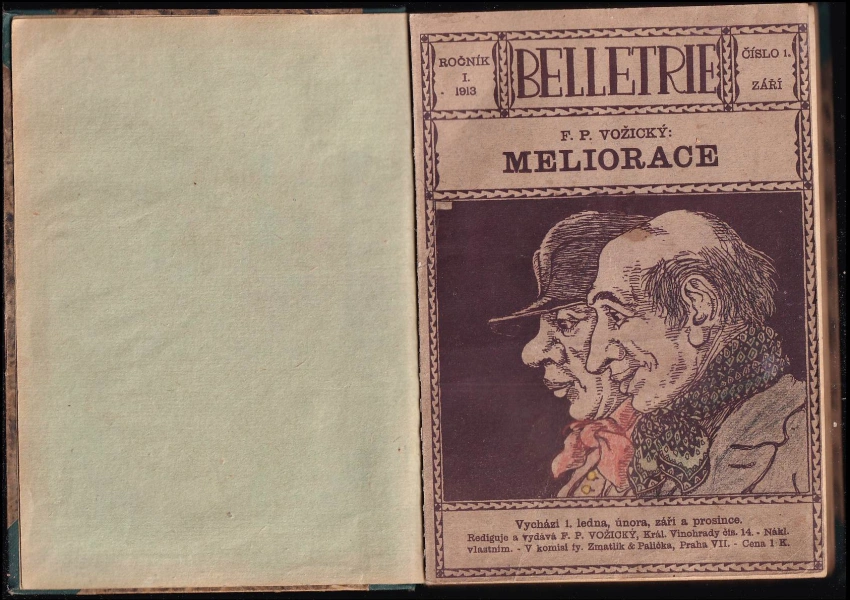 ROČNÍK
I.
1913
BELLETRIE
ČÍSLO 1.
ZÁŘÍ
F. P. VOŽICKÝ:
MELIORACE
Vychází 1. ledna, února, září a prosince.
Rediguje a vydává F. P. VOŽICKÝ, Král. Vinohrady čís. 14. - Nákl.
vlastním. - V komisi fy. Zmatlík & Palička, Praha VII. - Cena 1 K.